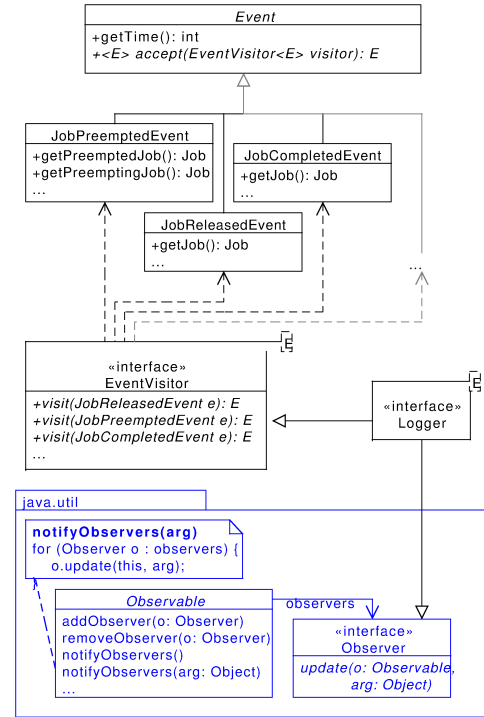 Event
+getTime(): int
+<E> accept(EventVisitor<E> visitor): E
JobPreemptedEvent
+getPreemptedJob(): Job
+getPreemptingJob(): Job
...
JobCompletedEvent
+getJob(): Job
...
JobReleasedEvent
+getJob(): Job
...
...
E
«interface»
EventVisitor
+visit(JobReleasedEvent e): E
+visit(JobPreemptedEvent e): E
+visit(JobCompletedEvent e): E
...
E
«interface»
Logger
java.util
notifyObservers(arg)
for (Observer o : observers) {
o.update(this, arg);
}
Observable
addObserver(o: Observer)
removeObserver(o: Observer)
notifyObservers()
notifyObservers(arg: Object)
...
observers
«interface»
Observer
update(o: Observable,
arg: Object)